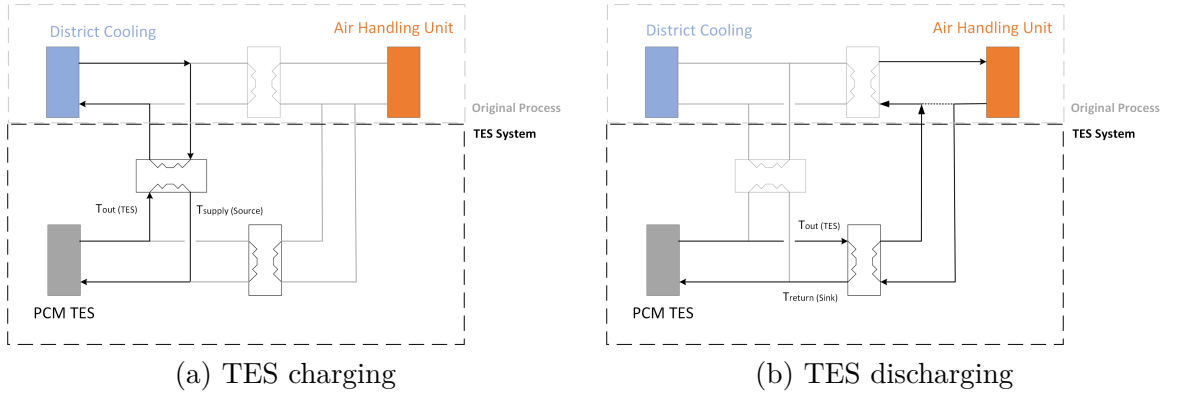 District Cooling
Air Handling Unit
Original Process
TES System
Tout (TES)
Tsupply (Source)
PCM TES
(a) TES charging
District Cooling
Air Handling Unit
Original Process
TES System
Tout (TES)
Treturn (Sink)
PCM TES
(b) TES discharging